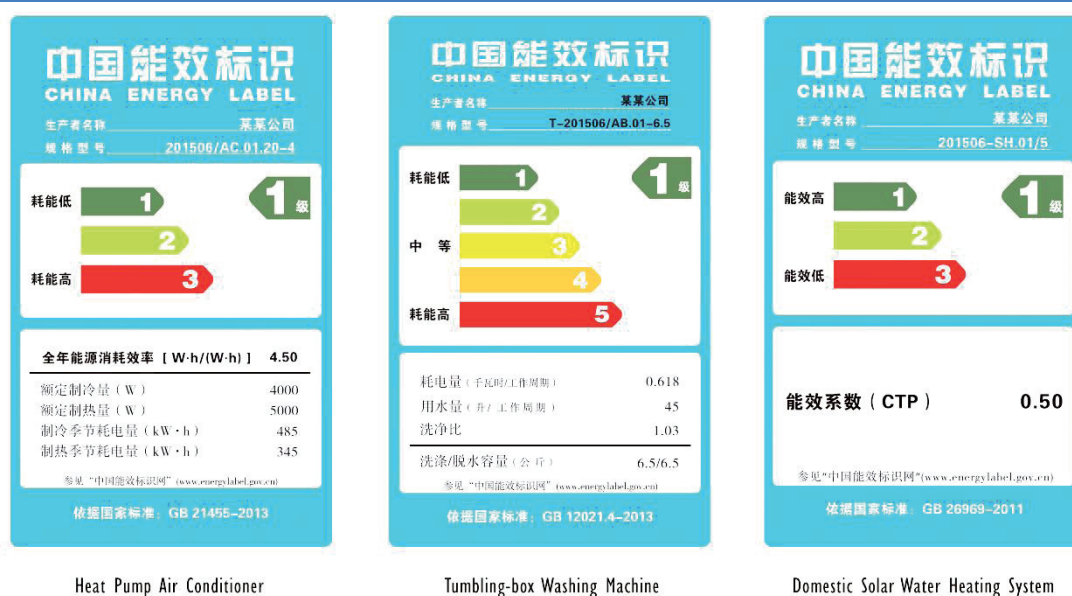 中国能效标识
CHINA ENERGY LABEL
生产者名称 某某公司
规格型号 201506/AC.01.20-4
耗能低 1 1级
2
耗能高 3
全年能源消耗效率 [ W·h/(W·h) ] 4.50
额定制冷量(W) 4000
额定制热量(W) 5000
制冷季节耗电量(kW·h) 485
制热季节耗电量(kW·h) 345
参见 “中国能效标识网” (www.energylabel.gov.cn)
依据国家标准: GB 21455-2013
Heat Pump Air Conditioner
中国能效标识
CHINA ENERGY LABEL
生产者名称 某某公司
规格型号 T-201506/AB.01-6.5
耗能低 1 1级
2
中 等 3
4
耗能高 5
耗电量(千瓦时/工作周期) 0.618
用水量(升/工作周期) 45
洗净比 1.03
洗涤/脱水容量(公斤) 6.5/6.5
参见 “中国能效标识网” (www.energylabel.gov.cn)
依据国家标准: GB 12021.4-2013
Tumbling-box Washing Machine
中国能效标识
CHINA ENERGY LABEL
生产者名称 某某公司
规格型号 201506-SH.01/5
能效高 1 1级
2
能效低 3
能效系数(CTP) 0.50
参见“中国能效标识网”(www.energylabel.gov.cn)
依据国家标准: GB 26969-2011
Domestic Solar Water Heating System